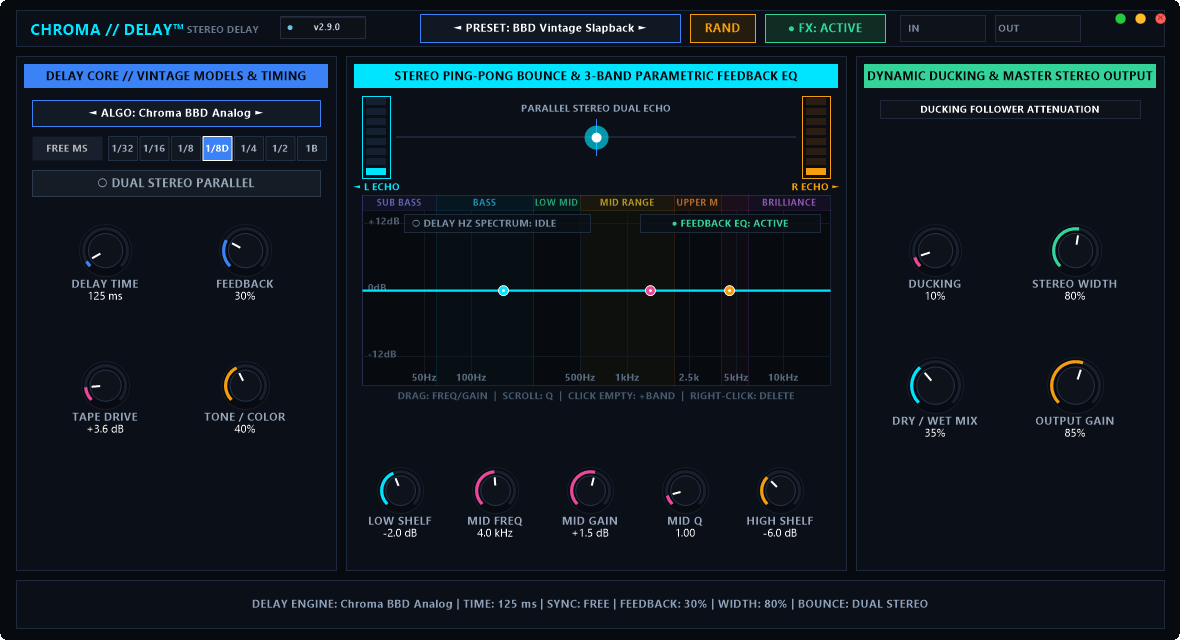 CHROMA // DELAY™ STEREO DELAY
● v2.9.0
◄ PRESET: BBD Vintage Slapback ►
RAND
● FX: ACTIVE
IN
OUT
DELAY CORE // VINTAGE MODELS & TIMING
◄ ALGO: Chroma BBD Analog ►
FREE MS 1/32 1/16 1/8 1/8D 1/4 1/2 1B
○ DUAL STEREO PARALLEL
DELAY TIME
125 ms
FEEDBACK
30%
TAPE DRIVE
+3.6 dB
TONE / COLOR
40%
STEREO PING-PONG BOUNCE & 3-BAND PARAMETRIC FEEDBACK EQ
PARALLEL STEREO DUAL ECHO
◄ L ECHO
R ECHO ►
SUB BASS BASS LOW MID MID RANGE UPPER M BRILLIANCE
+12dB
○ DELAY HZ SPECTRUM: IDLE
● FEEDBACK EQ: ACTIVE
0dB
-12dB
50Hz 100Hz 500Hz 1kHz 2.5k 5kHz 10kHz
DRAG: FREQ/GAIN | SCROLL: Q | CLICK EMPTY: +BAND | RIGHT-CLICK: DELETE
LOW SHELF
-2.0 dB
MID FREQ
4.0 kHz
MID GAIN
+1.5 dB
MID Q
1.00
HIGH SHELF
-6.0 dB
DYNAMIC DUCKING & MASTER STEREO OUTPUT
DUCKING FOLLOWER ATTENUATION
DUCKING
10%
STEREO WIDTH
80%
DRY / WET MIX
35%
OUTPUT GAIN
85%
DELAY ENGINE: Chroma BBD Analog | TIME: 125 ms | SYNC: FREE | FEEDBACK: 30% | WIDTH: 80% | BOUNCE: DUAL STEREO